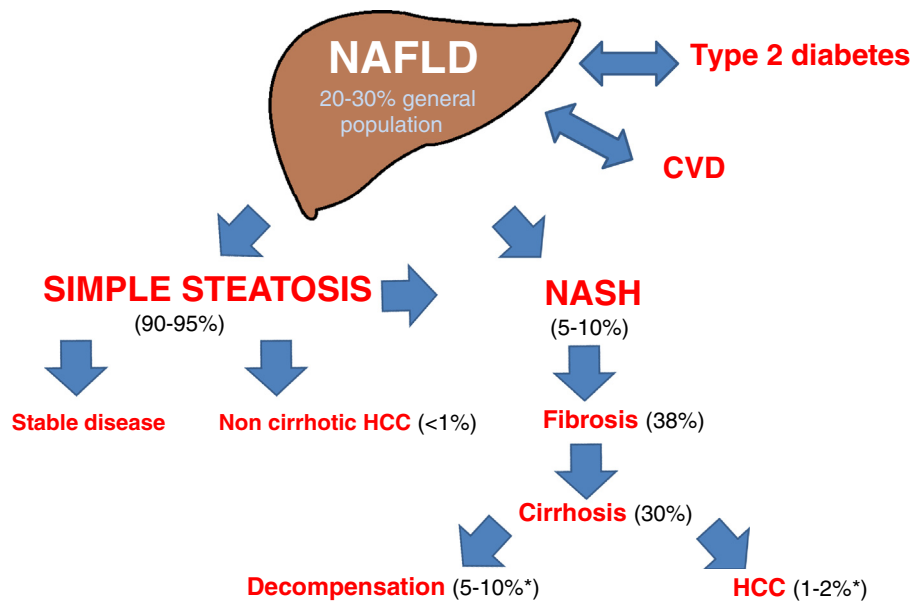 NAFLD
20-30% general
population
Type 2 diabetes
CVD
SIMPLE STEATOSIS
(90-95%)
NASH
(5-10%)
Stable disease
Non cirrhotic HCC (<1%)
Fibrosis (38%)
Cirrhosis (30%)
Decompensation (5-10%*)
HCC (1-2%*)